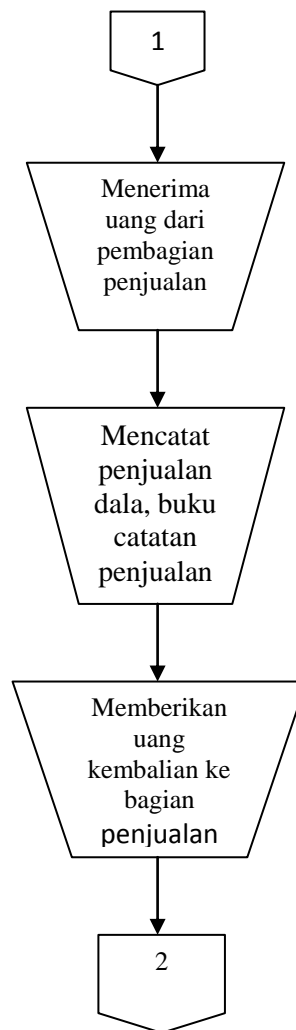 1
Menerima
uang dari
pembagian
penjualan
Mencatat
penjualan
dala, buku
catatan
penjualan
Memberikan
uang
kembalian ke
bagian
penjualan
2